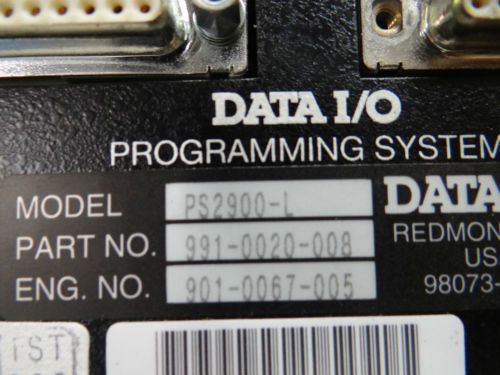 DATA I/O
PROGRAMMING SYSTEM
MODEL PS2900-L
PART NO. 991-0020-008
ENG. NO. 901-0067-005
DATA
REDMON
US
98073-